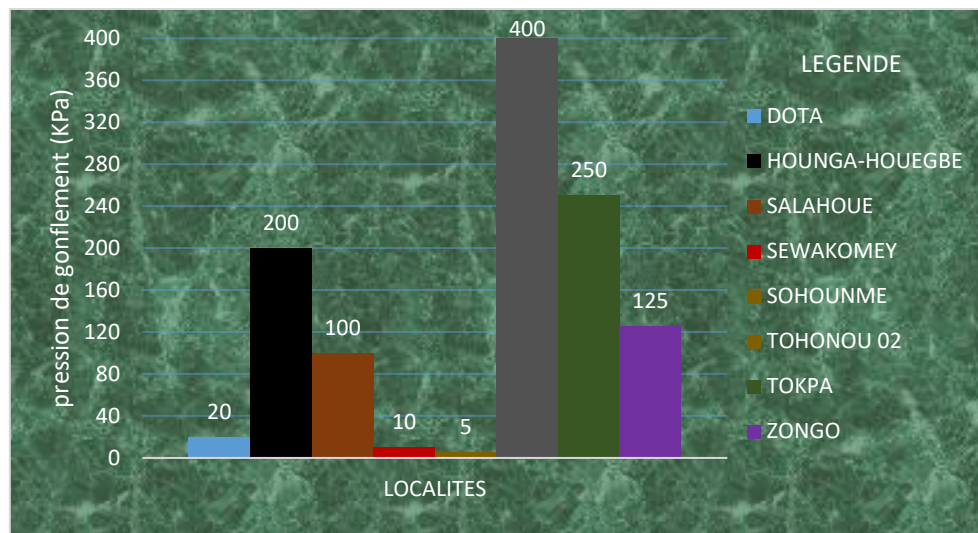 pression de gonflement (KPa)
400
360
320
280
240
200
160
120
80
40
0
20
200
100
10
5
400
250
125
LOCALITES
LEGENDE
DOTA
HOUNGA-HOUEGBE
SALAHOUE
SEWAKOMEY
SOHOUNME
TOHONOU 02
TOKPA
ZONGO